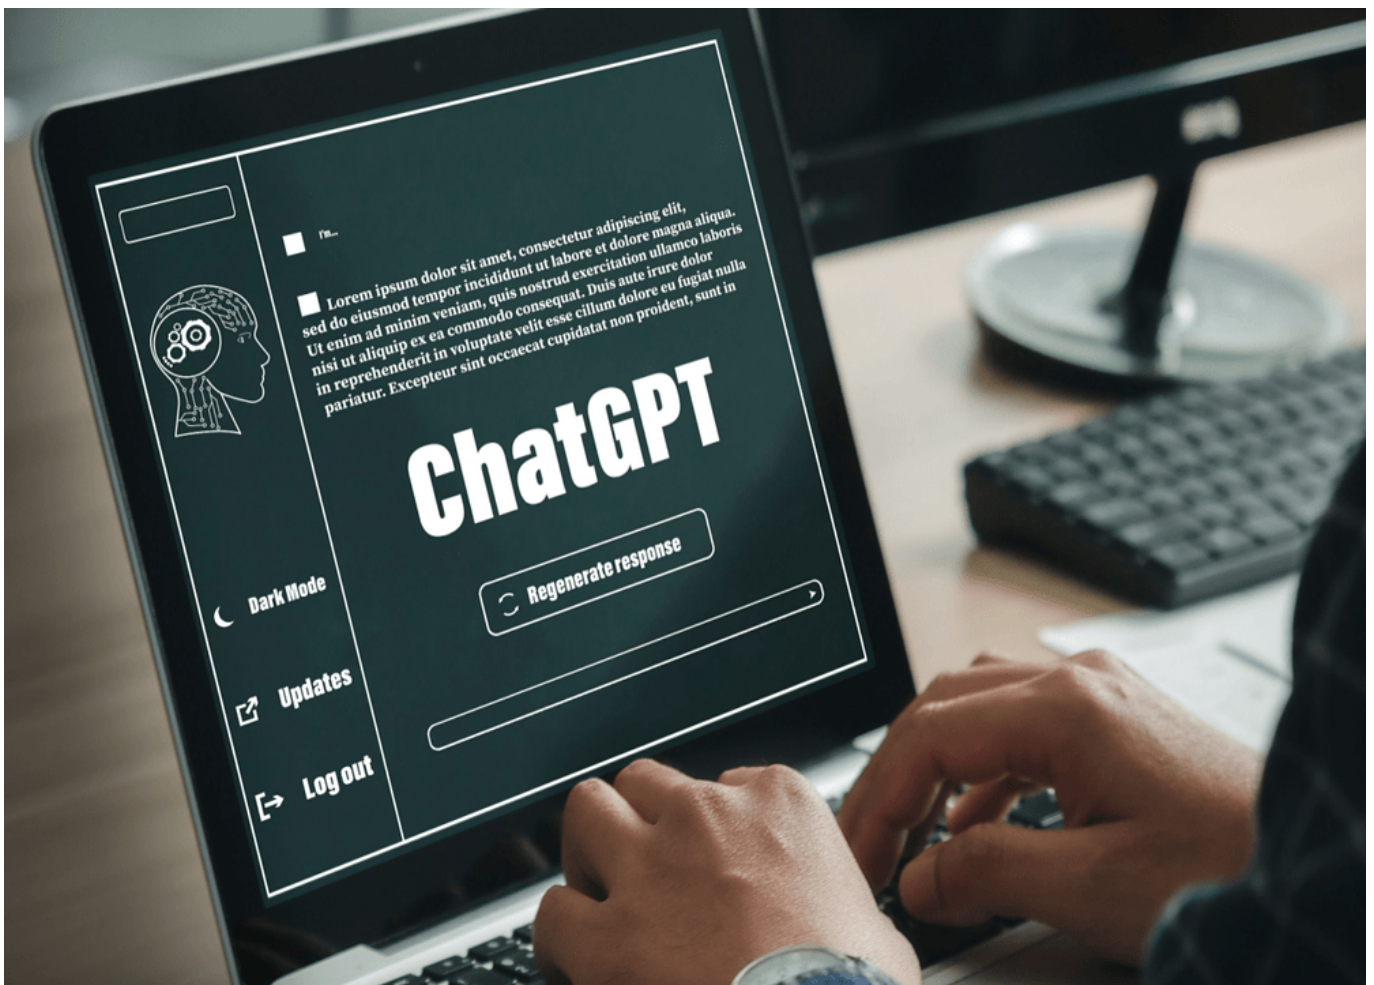 I'm...
Lorem ipsum dolor sit amet, consectetur adipiscing elit,
sed do eiusmod tempor incididunt ut labore et dolore magna aliqua.
Ut enim ad minim veniam, quis nostrud exercitation ullamco laboris
nisi ut aliquip ex ea commodo consequat. Duis aute irure dolor
in reprehenderit in voluptate velit esse cillum dolore eu fugiat nulla
pariatur. Excepteur sint occaecat cupidatat non proident, sunt in
ChatGPT
Regenerate response
Dark Mode
Updates
Log out